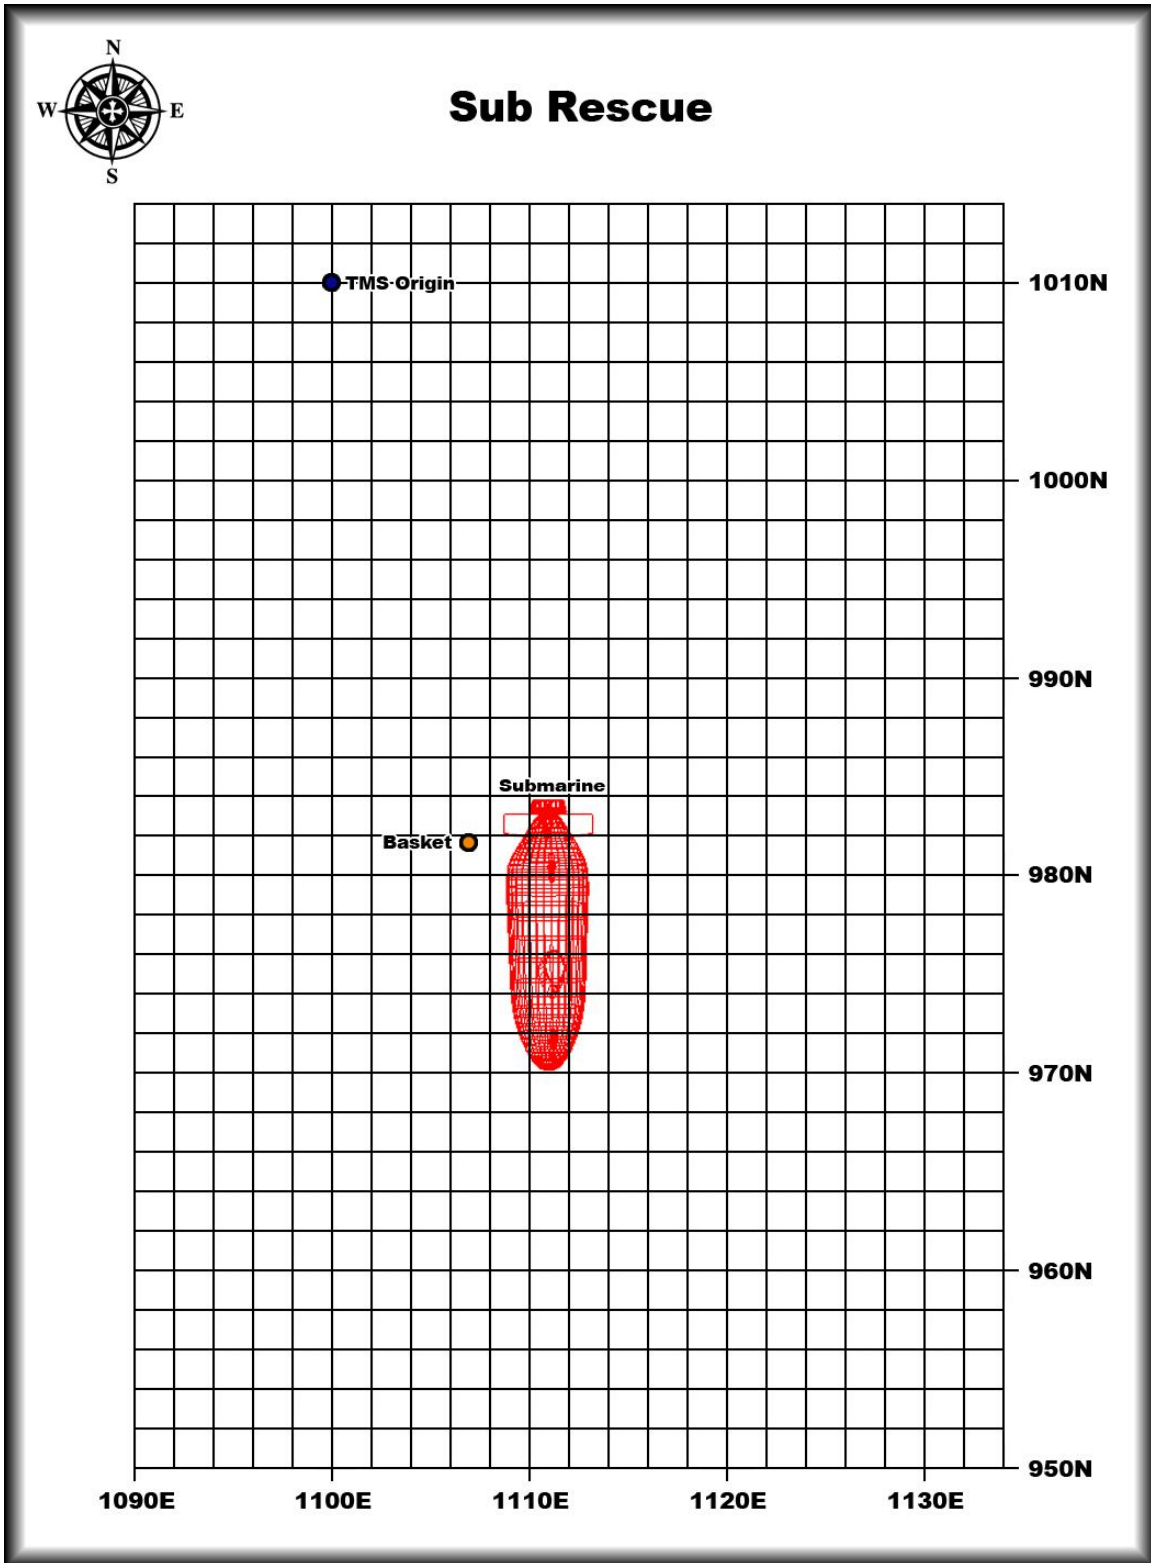 N
W E
S
Sub Rescue
TMS Origin
1010N
1000N
990N
Submarine
Basket
980N
970N
960N
950N
1090E 1100E 1110E 1120E 1130E